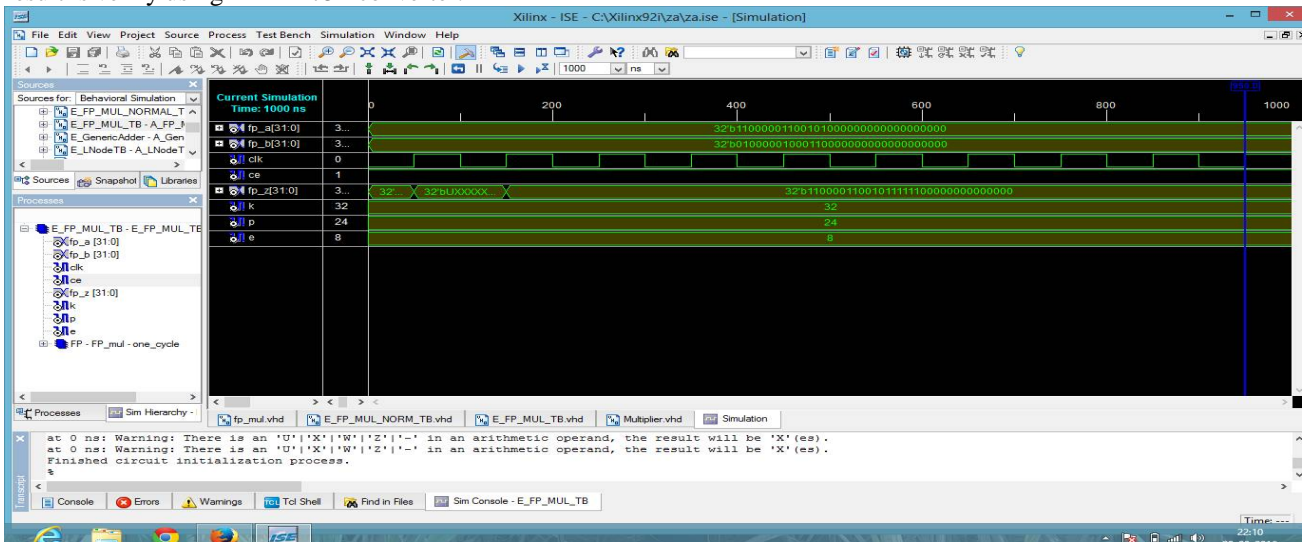 Xilinx - ISE - C:\Xilinx92i\za\za.ise - [Simulation]
File Edit View Project Source Process Test Bench Simulation Window Help
1000 ns
Sources
Sources for: Behavioral Simulation
E_FP_MUL_NORMAL_T
E_FP_MUL_TB - A_FP_
E_GenericAdder - A_Gen
E_LNodeTB - A_LNodeT
Sources Snapshot Libraries
Processes
E_FP_MUL_TB - E_FP_MUL_TE
fp_a [31:0]
fp_b [31:0]
clk
ce
fp_z [31:0]
k
p
e
FP - FP_mul - one_cycle
Processes Sim Hierarchy -
Current Simulation
Time: 1000 ns
0 200 400 600 800 1000
fp_a[31:0] 3...
fp_b[31:0] 3...
clk 0
ce 1
fp_z[31:0] 3... 32'... 32'bUXXXXX...
k 32 32
p 24 24
e 8 8
fp_mul.vhd E_FP_MUL_NORM_TB.vhd E_FP_MUL_TB.vhd Multiplier.vhd Simulation
at 0 ns: Warning: There is an 'U'|'X'|'W'|'Z'|'-' in an arithmetic operand, the result will be 'X'(es).
at 0 ns: Warning: There is an 'U'|'X'|'W'|'Z'|'-' in an arithmetic operand, the result will be 'X'(es).
Finished circuit initialization process.
%
Transcript
Console Errors Warnings Tcl Shell Find in Files Sim Console - E_FP_MUL_TB
Time: ---
22:10